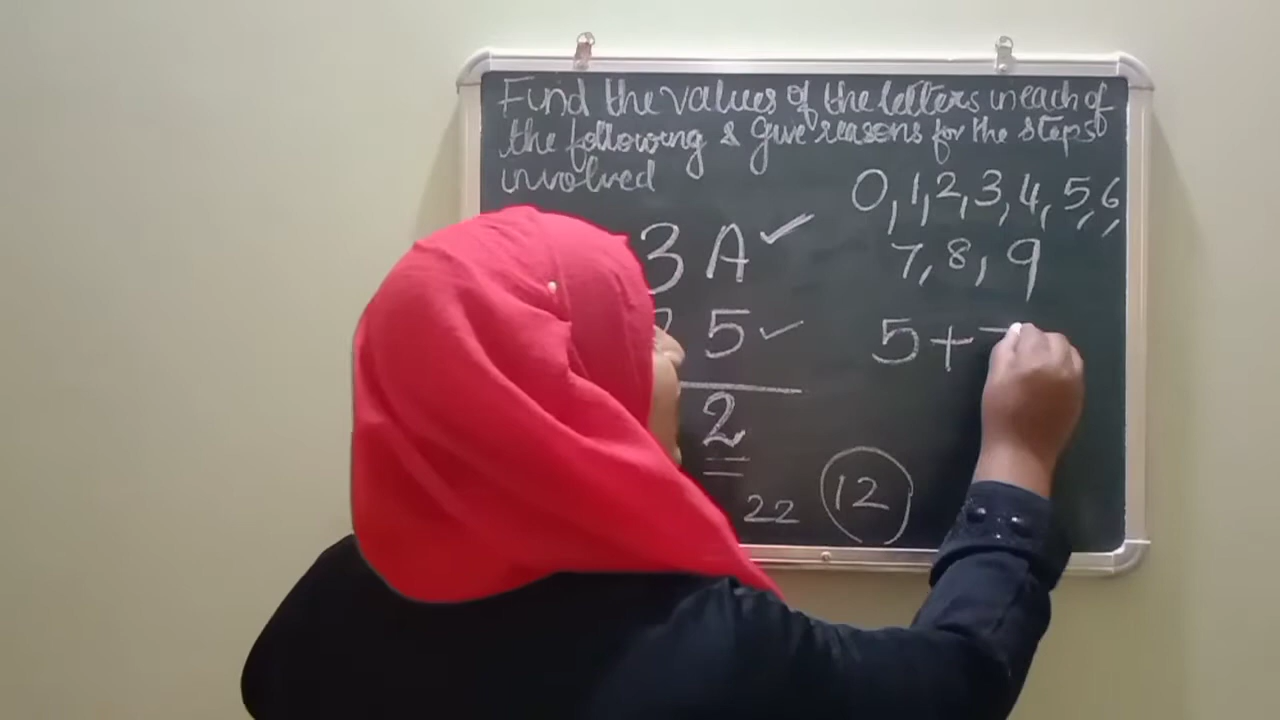 Find the values of the letters in each of
the following & give reasons for the steps
involved
0, 1, 2, 3, 4, 5, 6,
7, 8, 9
3 A ✓
5 ✓
5 + 7
2
22
12